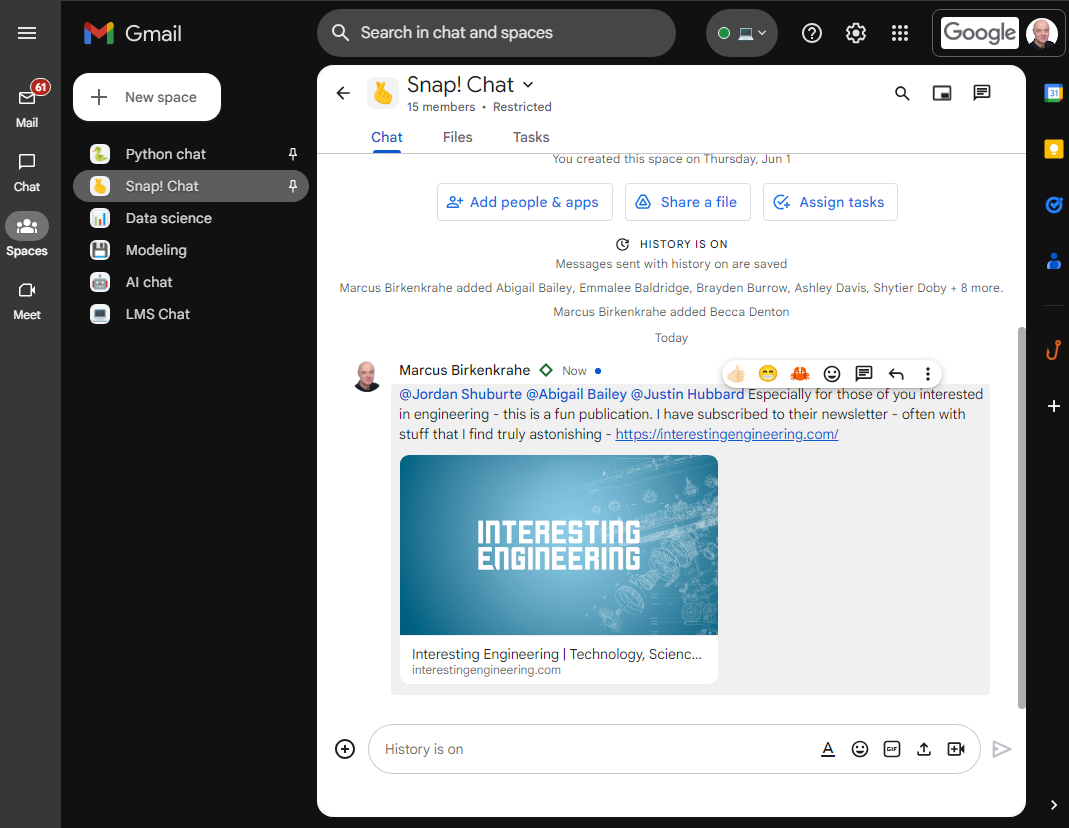 Gmail
Search in chat and spaces
Google
61
Mail
Chat
Spaces
Meet
New space
Python chat
Snap! Chat
Data science
Modeling
AI chat
LMS Chat
Snap! Chat
15 members • Restricted
Chat Files Tasks
You created this space on Thursday, Jun 1
Add people & apps
Share a file
Assign tasks
HISTORY IS ON
Messages sent with history on are saved
Marcus Birkenkrahe added Abigail Bailey, Emmalee Baldridge, Brayden Burrow, Ashley Davis, Shytier Doby + 8 more.
Marcus Birkenkrahe added Becca Denton
Today
Marcus Birkenkrahe Now
@Jordan Shuburte @Abigail Bailey @Justin Hubbard Especially for those of you interested
in engineering - this is a fun publication. I have subscribed to their newsletter - often with
stuff that I find truly astonishing - https://interestingengineering.com/
INTERESTING
ENGINEERING
Interesting Engineering | Technology, Scienc...
interestingengineering.com
History is on
A
GIF
31